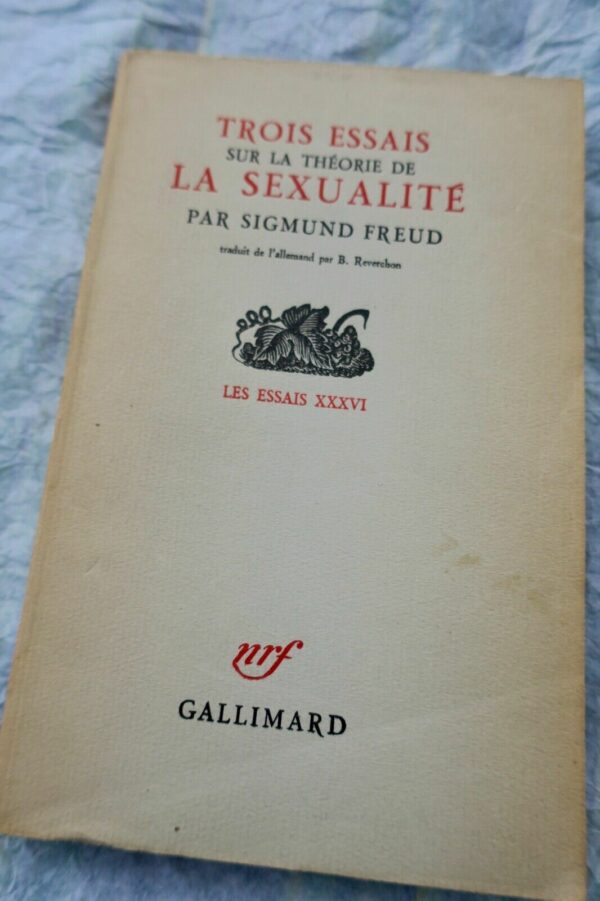 TROIS ESSAIS
SUR LA THÉORIE DE
LA SEXUALITÉ
PAR SIGMUND FREUD
traduit de l'allemand par B. Reverchon
LES ESSAIS XXXVI
nrf
GALLIMARD